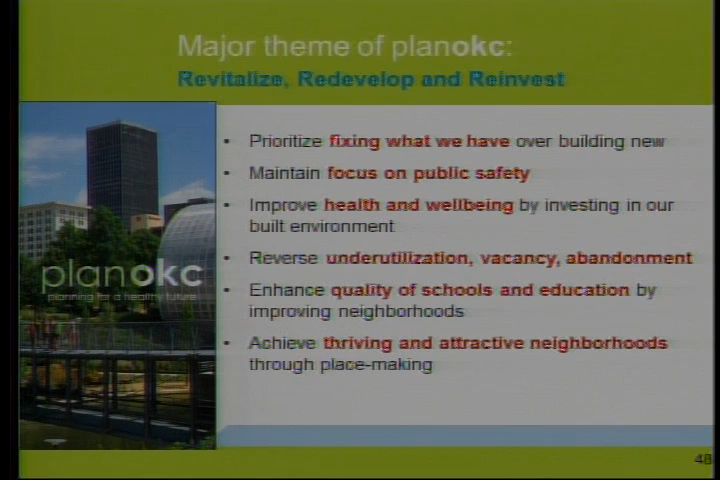 Major theme of planokc:
Revitalize, Redevelop and Reinvest
• Prioritize fixing what we have over building new
• Maintain focus on public safety
• Improve health and wellbeing by investing in our
built environment
• Reverse underutilization, vacancy, abandonment
• Enhance quality of schools and education by
improving neighborhoods
• Achieve thriving and attractive neighborhoods
through place-making
planokc
planning for a healthy future
48